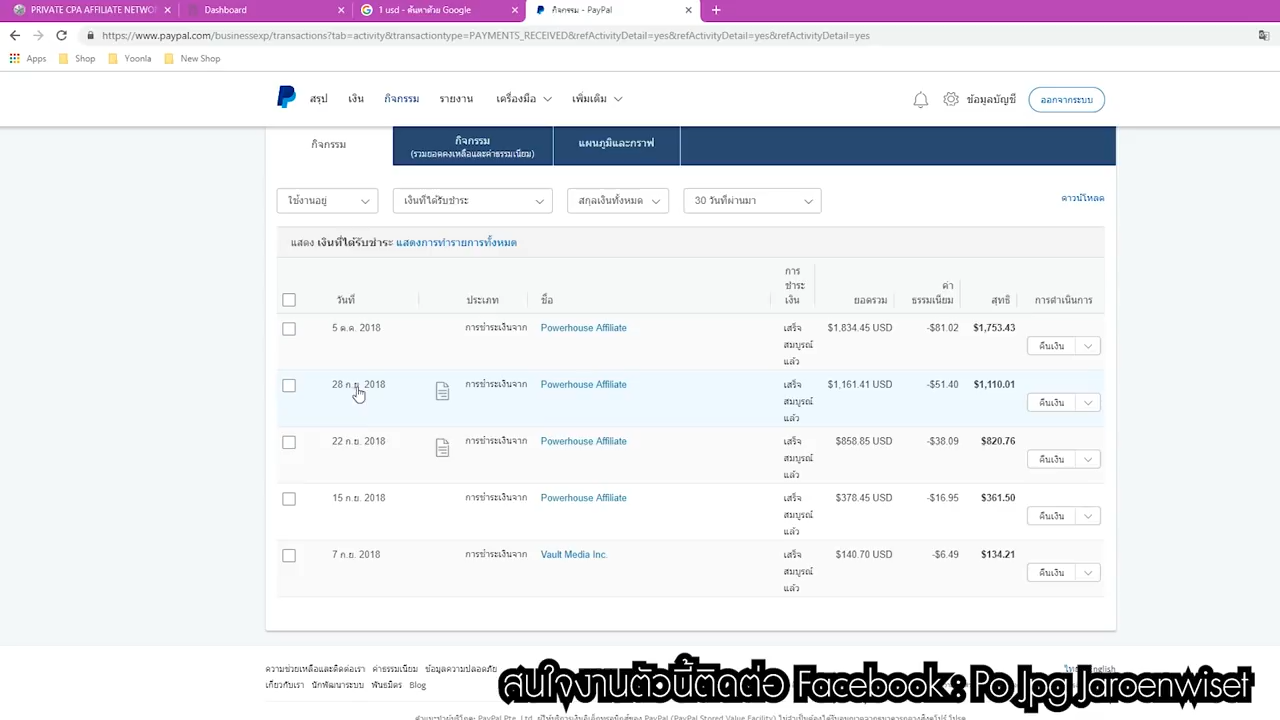 PRIVATE CPA AFFILIATE NETWOR
Dashboard
1 usd - ค้นหาด้วย Google
กิจกรรม - PayPal
https://www.paypal.com/businessexp/transactions?tab=activity&transactiontype=PAYMENTS_RECEIVED&refActivityDetail=yes&refActivityDetail=yes&refActivityDetail=yes
Apps Shop Yoonla New Shop
สรุป เงิน กิจกรรม รายงาน เครื่องมือ เพิ่มเติม ข้อมูลบัญชี ออกจากระบบ
กิจกรรม
กิจกรรม
(รวมยอดคงเหลือและค่าธรรมเนียม)
แผนภูมิและกราฟ
ใช้งานอยู่ เงินที่ได้รับชำระ สกุลเงินทั้งหมด 30 วันที่ผ่านมา ดาวน์โหลด
แสดง เงินที่ได้รับชำระ แสดงการทำรายการทั้งหมด
วันที่ ประเภท ชื่อ การชำระเงิน ยอดรวม ค่าธรรมเนียม สุทธิ การดำเนินการ
5 ต.ค. 2018 การชำระเงินจาก Powerhouse Affiliate เสร็จสมบูรณ์แล้ว $1,834.45 USD -$81.02 $1,753.43 คืนเงิน
28 ก.ย. 2018 การชำระเงินจาก Powerhouse Affiliate เสร็จสมบูรณ์แล้ว $1,161.41 USD -$51.40 $1,110.01 คืนเงิน
22 ก.ย. 2018 การชำระเงินจาก Powerhouse Affiliate เสร็จสมบูรณ์แล้ว $858.85 USD -$38.09 $820.76 คืนเงิน
15 ก.ย. 2018 การชำระเงินจาก Powerhouse Affiliate เสร็จสมบูรณ์แล้ว $378.45 USD -$16.95 $361.50 คืนเงิน
7 ก.ย. 2018 การชำระเงินจาก Vault Media Inc. เสร็จสมบูรณ์แล้ว $140.70 USD -$6.49 $134.21 คืนเงิน
ความช่วยเหลือและติดต่อเรา ค่าธรรมเนียม ข้อมูลความปลอดภัย
ไทย English
เกี่ยวกับเรา นักพัฒนาระบบ พันธมิตร Blog
สนใจงานตัวนี้ติดต่อ Facebook : Po Jpg Jaroenwiset